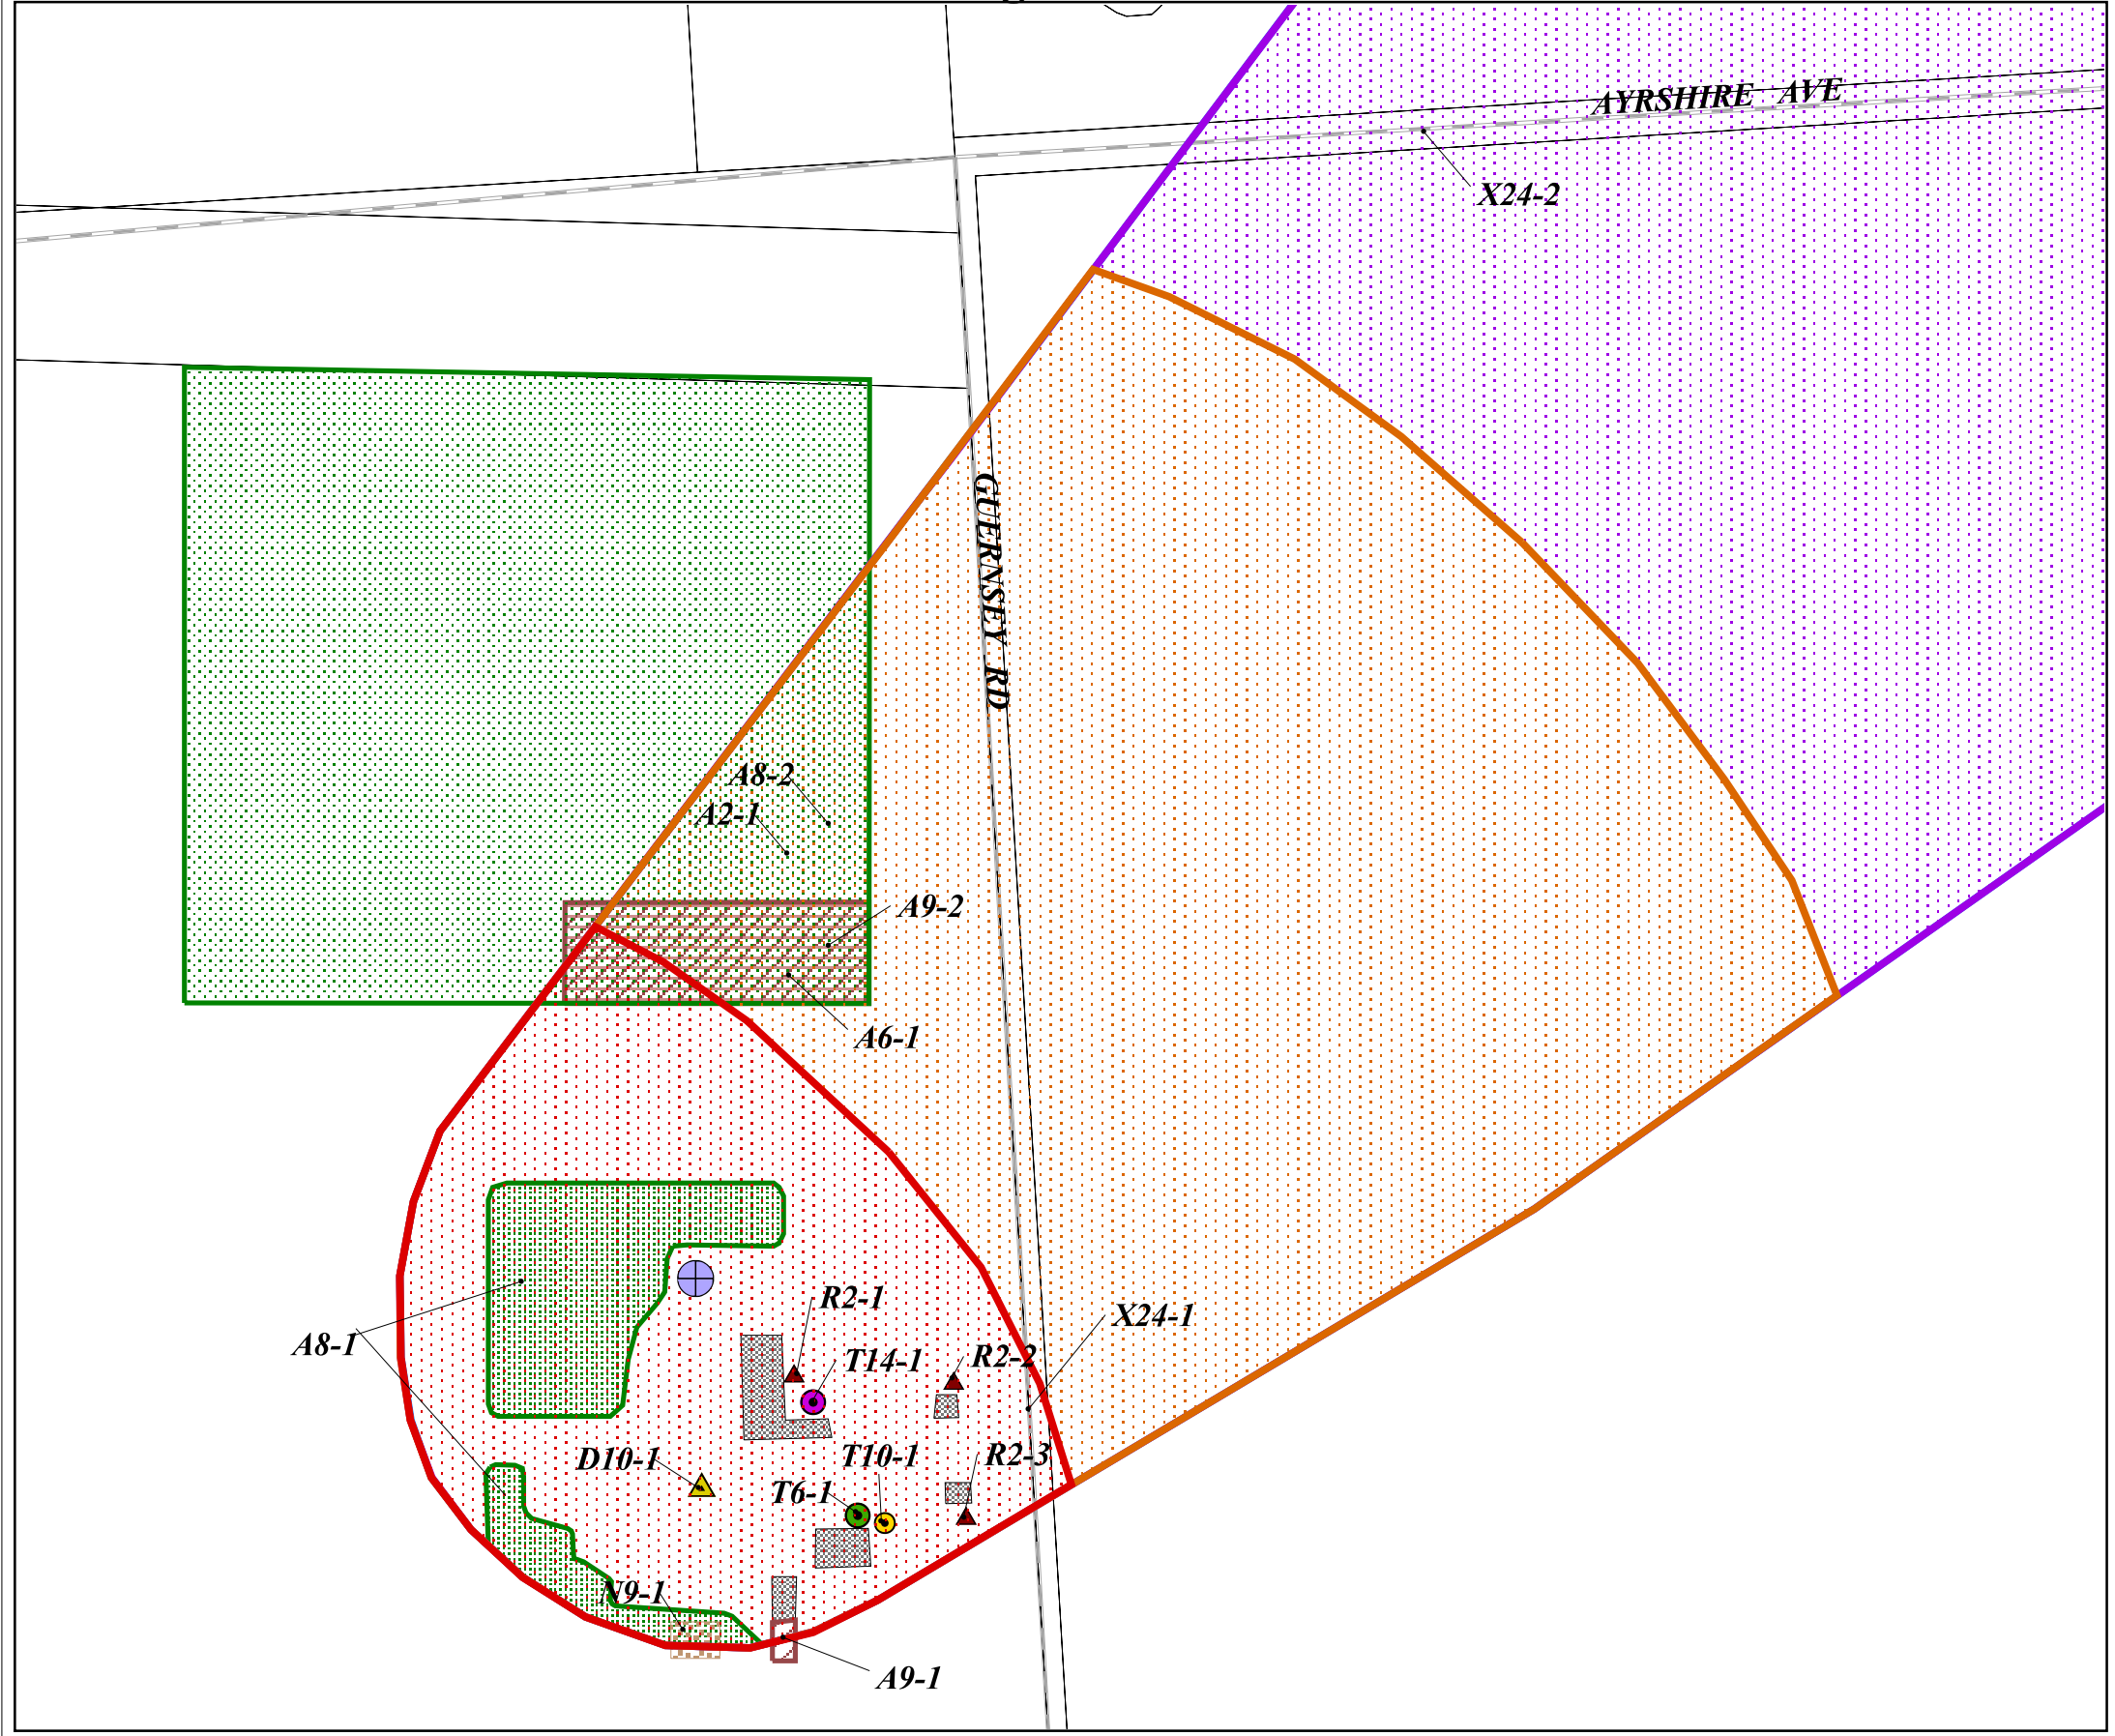 AYRSHIRE AVE
X24-2
GUERNSEY RD
A8-2
A2-1
A9-2
A6-1
R2-1
X24-1
A8-1
T14-1
R2-2
D10-1
T10-1
R2-3
T6-1
N9-1
A9-1